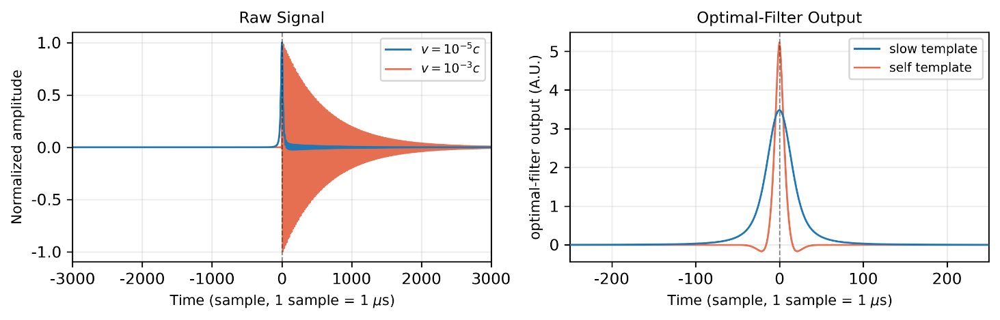 Raw Signal
Normalized amplitude
1.0
0.5
0.0
-0.5
-1.0
v = 10⁻⁵c
v = 10⁻³c
-3000 -2000 -1000 0 1000 2000 3000
Time (sample, 1 sample = 1 μs)
Optimal-Filter Output
optimal-filter output (A.U.)
5
4
3
2
1
0
slow template
self template
-200 -100 0 100 200
Time (sample, 1 sample = 1 μs)